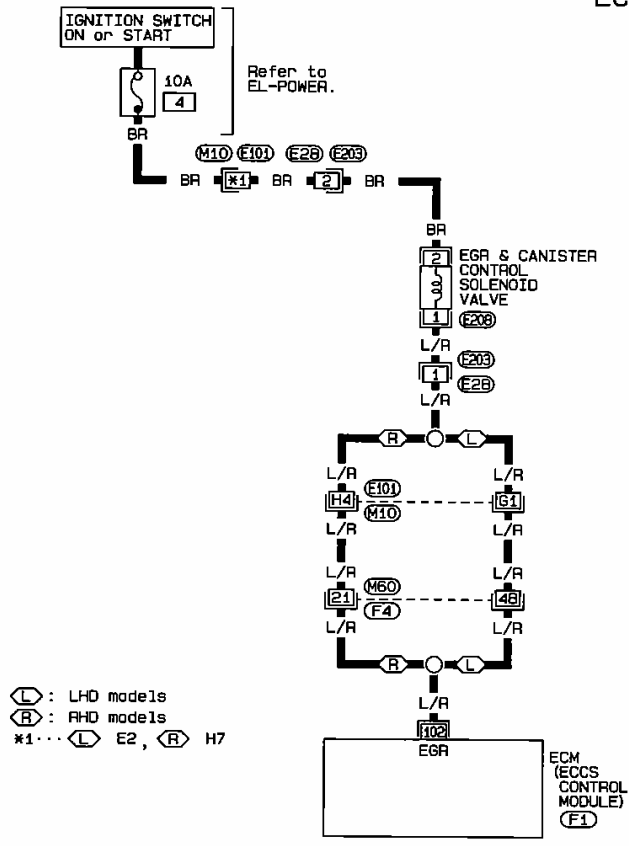 EC
IGNITION SWITCH
ON or START
10A
4
Refer to
EL-POWER.
BR
M10 E101 E28 E203
BR *1 BR 2 BR
BR
2
EGR & CANISTER
CONTROL
SOLENOID
VALVE
1
E208
L/R
E203
1
E28
L/R
R L
L/R L/R
H4 E101 G1
M10
L/R L/R
L/R L/R
21 M60 48
F4
L/R L/R
R L
L/R
102
EGR
ECM
(ECCS
CONTROL
MODULE)
F1
L : LHD models
R : RHD models
*1··· L E2, R H7